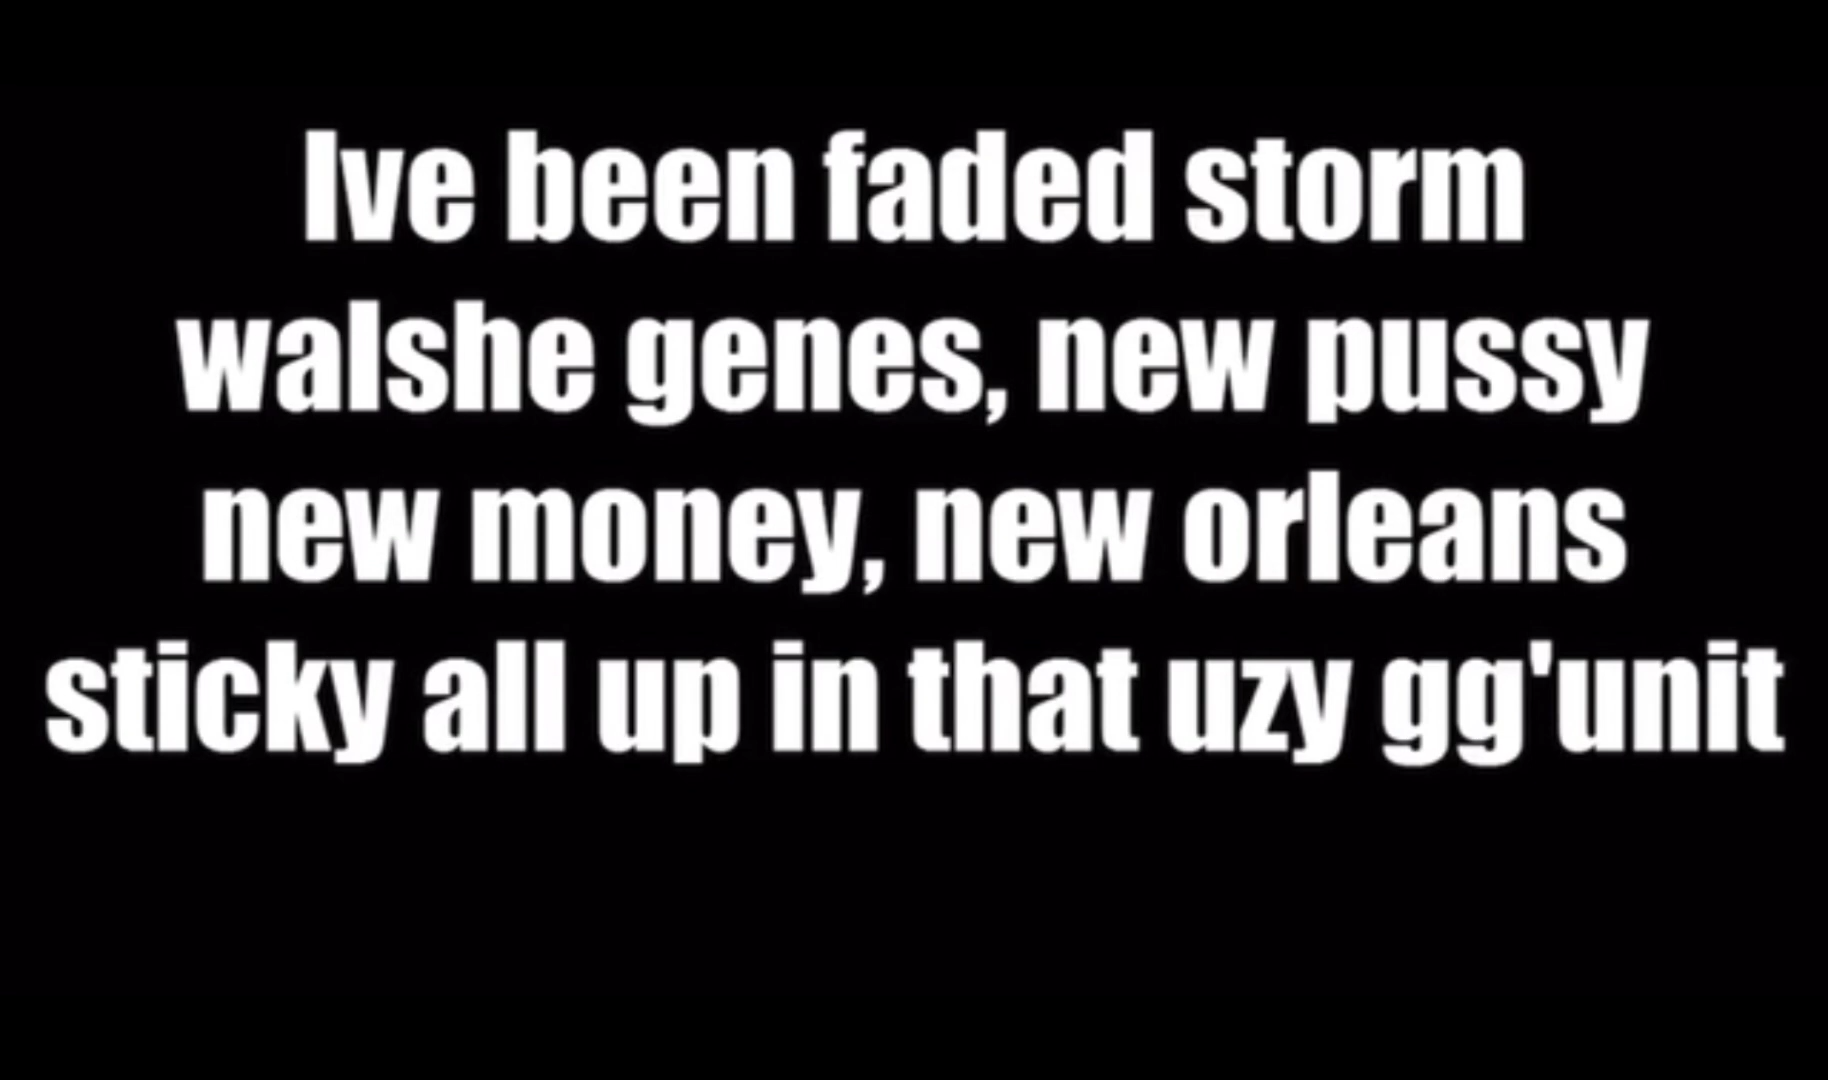 Ive been faded storm
walshe genes, new pussy
new money, new orleans
sticky all up in that uzy gg'unit